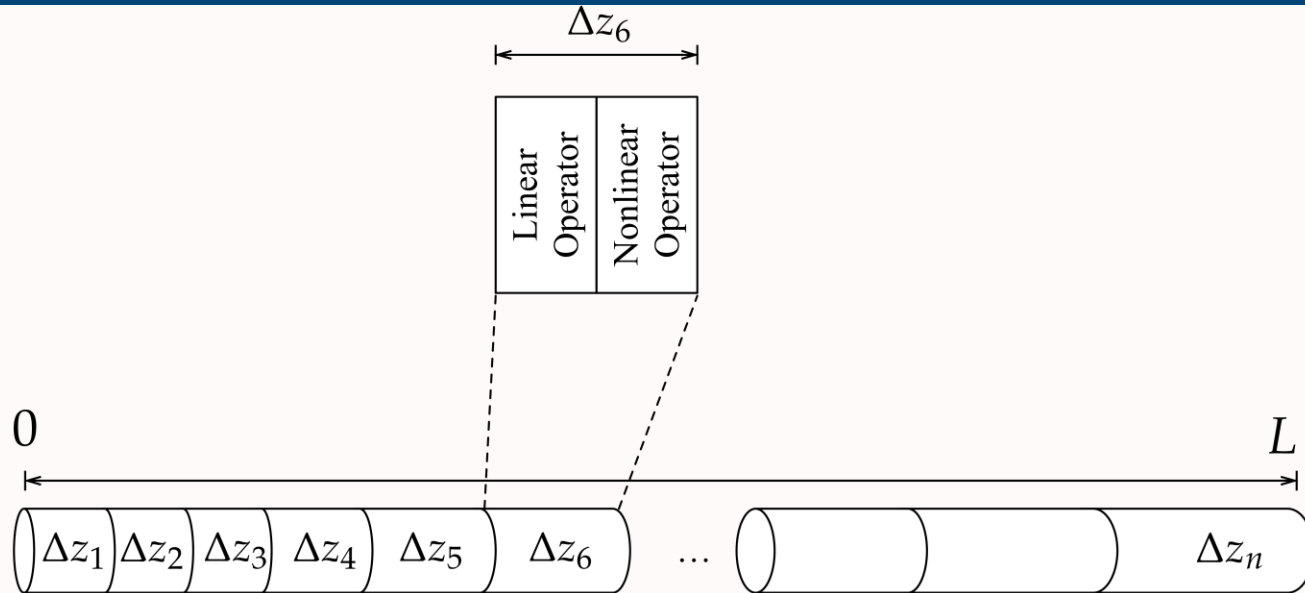 Δz₆
Linear
Operator
Nonlinear
Operator
0
L
Δz₁ Δz₂ Δz₃ Δz₄ Δz₅ Δz₆ ... Δzₙ